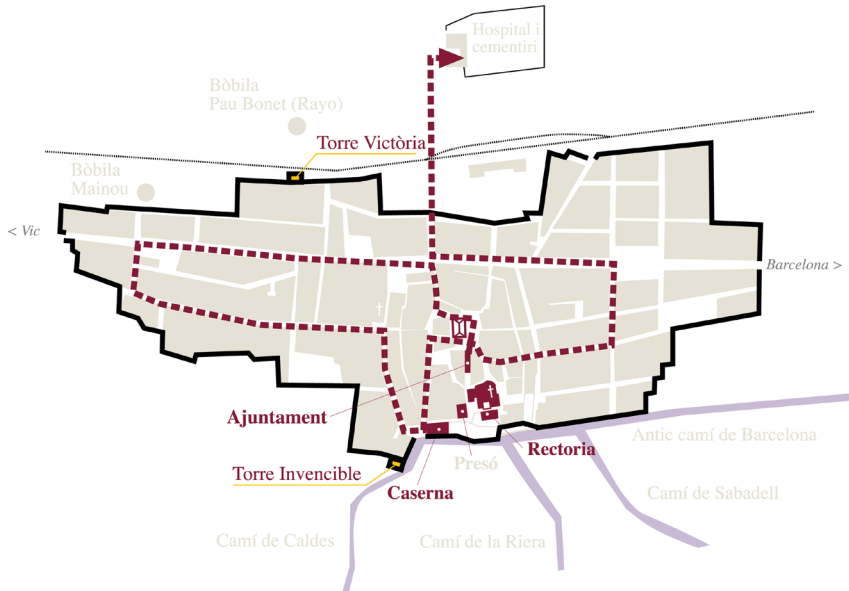 Hospital i
cementiri
Bòbila
Pau Bonet (Rayo)
Torre Victòria
Bòbila
Mainou
< Vic
Barcelona >
Ajuntament
Antic camí de Barcelona
Rectoria
Presó
Torre Invencible
Caserna
Camí de Sabadell
Camí de Caldes
Camí de la Riera